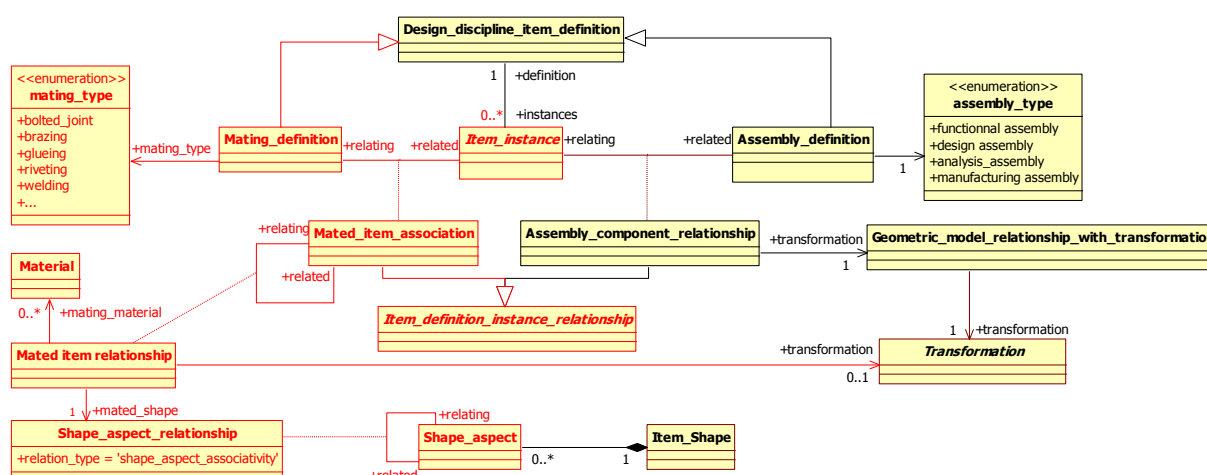 Design_discipline_item_definition
<<enumeration>>
mating_type
+bolted_joint
+brazing
+glueing
+riveting
+welding
+...
1 +definition
0..* +instances
<<enumeration>>
assembly_type
+functionnal assembly
+design assembly
+analysis_assembly
+manufacturing assembly
+mating_type
Mating_definition
+relating
+related
Item_instance
+relating
+related
Assembly_definition
1
+relating
Mated_item_association
+related
Assembly_component_relationship
+transformation
1
Geometric_model_relationship_with_transformatio
Material
0..* +mating_material
Item_definition_instance_relationship
1 +transformation
Mated item relationship
+transformation
0..1
Transformation
1 +mated_shape
Shape_aspect_relationship
+relation_type = 'shape_aspect_associativity'
+relating
Shape_aspect
+related
0..*
1
Item_Shape